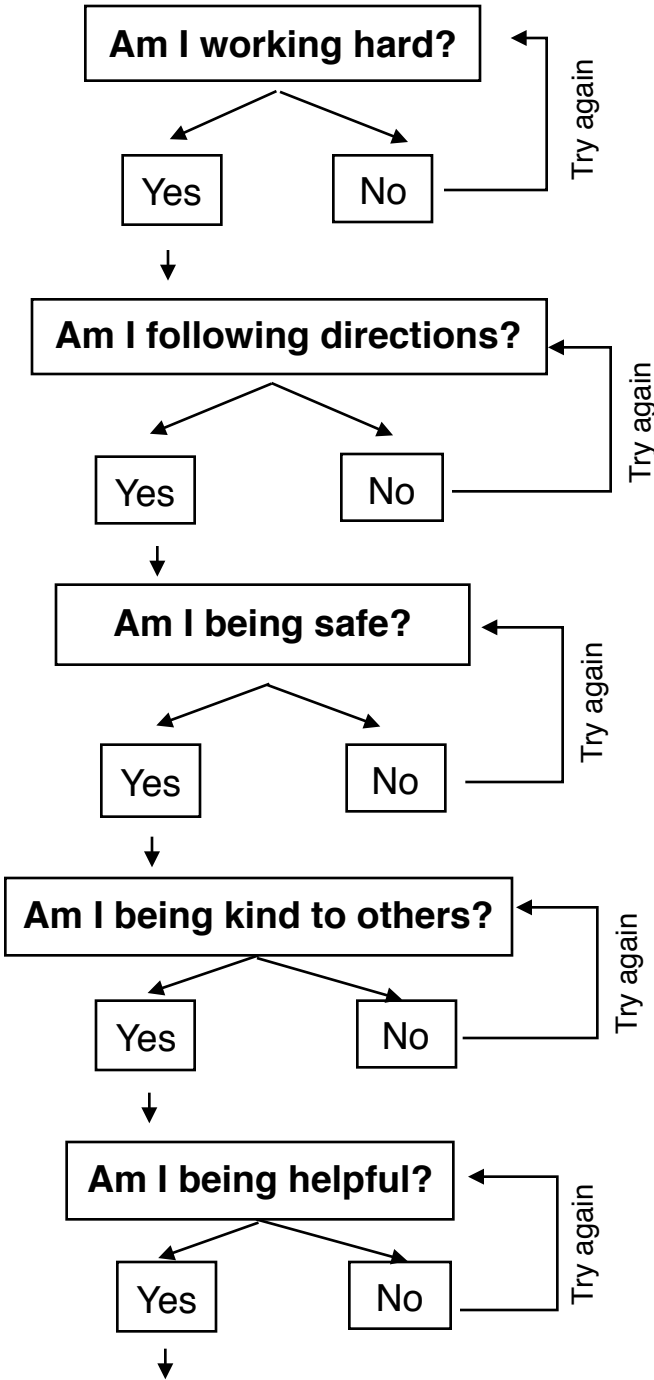 Am I working hard?
Try again
Yes
No
Am I following directions?
Try again
Yes
No
Am I being safe?
Try again
Yes
No
Am I being kind to others?
Try again
Yes
No
Am I being helpful?
Try again
Yes
No